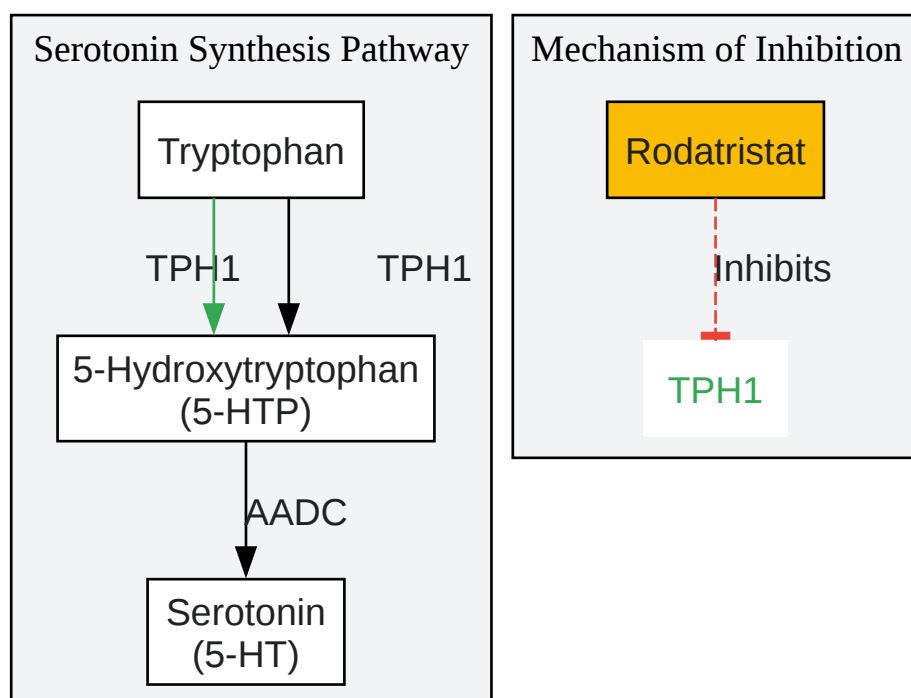 Serotonin Synthesis Pathway
Tryptophan
TPH1
TPH1
5-Hydroxytryptophan
(5-HTP)
AADC
Serotonin
(5-HT)
Mechanism of Inhibition
Rodatristat
Inhibits
TPH1